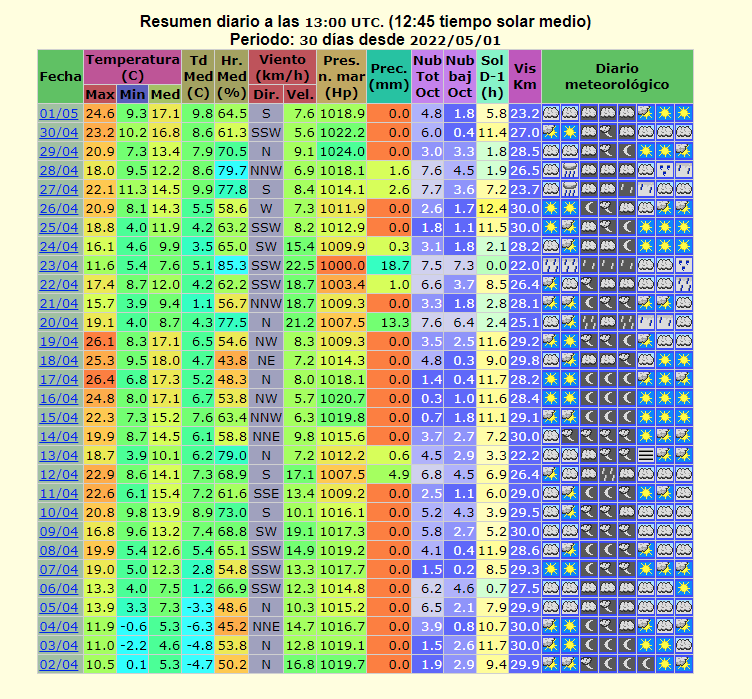 Resumen diario a las 13:00 UTC. (12:45 tiempo solar medio)
Periodo: 30 días desde 2022/05/01
Fecha Temperatura (C) Td Med (C) Hr. Med (%) Viento (km/h) Pres. n. mar (Hp) Prec. (mm) Nub Tot Oct Nub baj Oct Sol D-1 (h) Vis Km Diario meteorológico
Max Min Med Dir. Vel.
01/05 24.6 9.3 17.1 9.8 64.5 S 7.6 1018.9 0.0 4.8 1.8 5.8 23.2
30/04 23.2 10.2 16.8 8.6 61.3 SSW 5.6 1022.2 0.0 6.0 0.4 11.4 27.0
29/04 20.9 7.3 13.4 7.9 70.5 N 9.1 1024.0 0.0 3.0 3.3 1.8 28.5
28/04 18.0 9.5 12.2 8.6 79.7 NNW 6.9 1018.1 1.6 7.6 4.5 1.9 26.5
27/04 22.1 11.3 14.5 9.9 77.8 S 8.4 1014.1 2.6 7.7 3.6 7.2 23.7
26/04 20.9 8.1 14.3 5.5 58.6 W 7.3 1011.9 0.0 2.6 1.7 12.4 30.0
25/04 18.8 4.0 11.9 4.2 63.2 SSW 8.2 1012.9 0.0 1.8 1.1 11.5 30.0
24/04 16.1 4.6 9.9 3.5 65.0 SW 15.4 1009.9 0.3 3.1 1.8 2.1 28.2
23/04 11.6 5.4 7.6 5.1 85.3 SSW 22.5 1000.0 18.7 7.5 7.3 0.0 22.0
22/04 17.4 8.7 12.0 4.2 62.2 SSW 18.7 1003.4 1.0 6.6 3.7 8.5 26.4
21/04 15.7 3.9 9.4 1.1 56.7 NNW 18.7 1009.3 0.0 3.3 1.8 2.8 28.1
20/04 19.1 4.0 8.7 4.3 77.5 N 21.2 1007.5 13.3 7.6 6.4 2.4 25.1
19/04 26.1 8.3 17.1 6.5 54.6 NW 8.3 1009.3 0.0 3.5 2.5 11.6 29.2
18/04 25.3 9.5 18.0 4.7 43.8 NE 7.2 1014.3 0.0 4.8 0.3 9.0 29.8
17/04 26.4 6.8 17.3 5.2 48.3 N 8.0 1018.1 0.0 1.4 0.4 11.7 28.2
16/04 24.8 8.0 17.1 6.7 53.8 NW 5.7 1020.7 0.0 0.3 1.0 11.6 28.4
15/04 22.3 7.3 15.2 7.6 63.4 NNW 6.3 1019.8 0.0 0.7 1.8 11.1 29.1
14/04 19.9 8.7 14.5 6.1 58.8 NNE 9.8 1015.6 0.0 3.7 2.7 7.2 30.0
13/04 18.7 3.9 10.1 6.2 79.0 N 7.2 1012.2 0.6 4.5 2.9 3.3 22.2
12/04 22.9 8.6 14.1 7.3 68.9 S 17.1 1007.5 4.9 6.8 4.5 6.9 26.4
11/04 22.6 6.1 15.4 7.2 61.6 SSE 13.4 1009.2 0.0 2.5 1.1 6.0 29.0
10/04 20.8 9.8 13.9 8.9 73.0 S 10.1 1016.1 0.0 5.2 4.3 3.9 29.5
09/04 16.8 9.6 13.2 7.4 68.8 SW 19.1 1017.3 0.0 5.8 2.7 5.2 30.0
08/04 19.9 5.4 12.6 5.4 65.1 SSW 14.9 1019.2 0.0 4.1 0.4 11.9 28.6
07/04 19.0 5.0 12.3 2.8 54.8 SSW 13.3 1017.7 0.0 1.5 0.2 8.5 29.3
06/04 13.3 4.0 7.5 1.2 66.9 SSW 12.3 1014.8 0.0 6.2 4.6 0.7 27.5
05/04 13.9 3.3 7.3 -3.3 48.6 N 10.3 1015.2 0.0 6.5 2.1 7.9 29.9
04/04 11.9 -0.6 5.3 -6.3 45.2 NNE 14.7 1016.7 0.0 3.9 0.8 10.7 30.0
03/04 11.0 -2.2 4.6 -4.8 53.8 N 12.8 1019.1 0.0 1.5 2.6 11.7 30.0
02/04 10.5 0.1 5.3 -4.7 50.2 N 16.8 1019.7 0.0 1.9 2.9 9.4 29.9